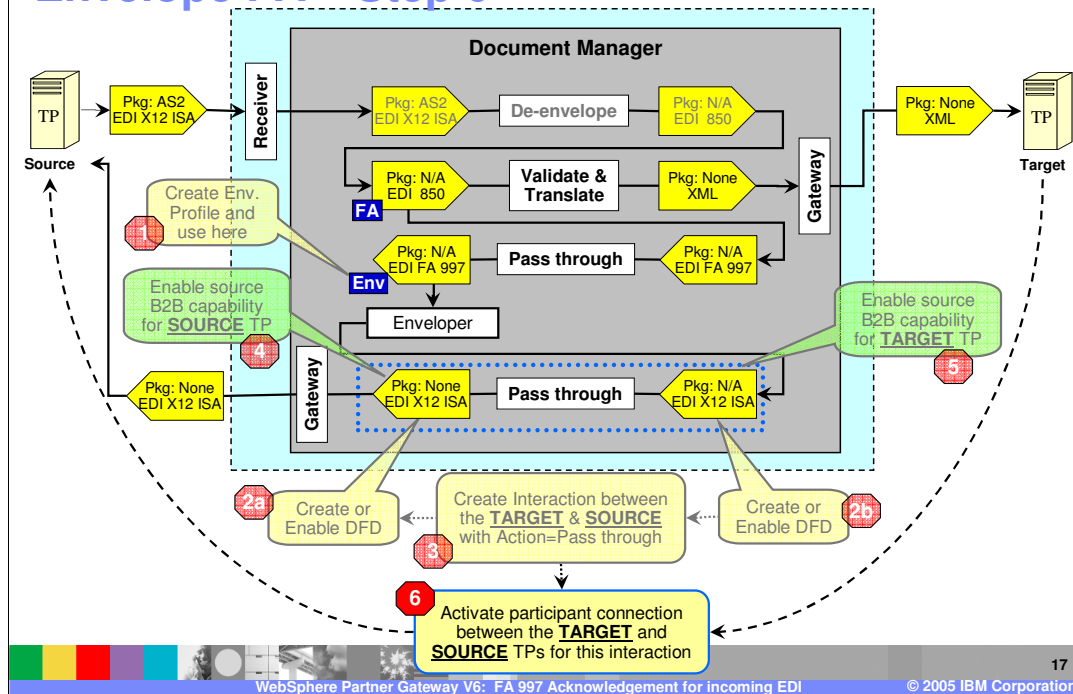 Envelope FA - Step 6
Document Manager
TP
Source
Pkg: AS2
EDI X12 ISA
Receiver
Pkg: AS2
EDI X12 ISA
De-envelope
Pkg: N/A
EDI 850
Pkg: None
XML
TP
Target
Pkg: N/A
EDI 850
FA
Validate &
Translate
Pkg: None
XML
Gateway
Create Env.
Profile and
use here
1
Pkg: N/A
EDI FA 997
Env
Pass through
Pkg: N/A
EDI FA 997
Enable source
B2B capability
for SOURCE TP
4
Enveloper
Enable source
B2B capability
for TARGET TP
5
Pkg: None
EDI X12 ISA
Gateway
Pkg: None
EDI X12 ISA
Pass through
Pkg: N/A
EDI X12 ISA
2a
Create or
Enable DFD
Create Interaction between
the TARGET & SOURCE
with Action=Pass through
3
Create or
Enable DFD
2b
6
Activate participant connection
between the TARGET and
SOURCE TPs for this interaction
17
WebSphere Partner Gateway V6: FA 997 Acknowledgement for incoming EDI
© 2005 IBM Corporation